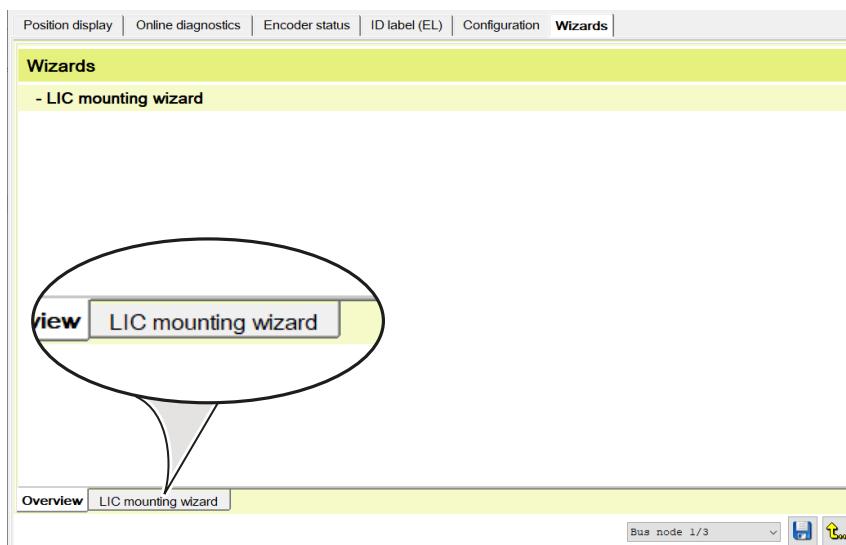 Position display Online diagnostics Encoder status ID label (EL) Configuration Wizards
Wizards
- LIC mounting wizard
view LIC mounting wizard
Overview LIC mounting wizard
Bus node 1/3